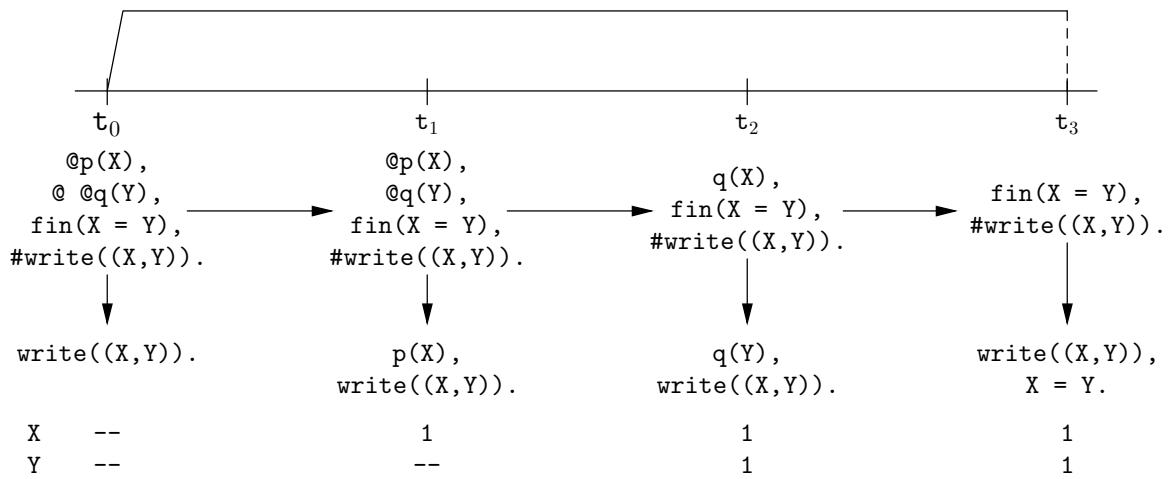 t₀ t₁ t₂ t₃
@p(X),
@ @q(Y),
fin(X = Y),
#write((X,Y)).
@p(X),
@q(Y),
fin(X = Y),
#write((X,Y)).
q(X),
fin(X = Y),
#write((X,Y)).
fin(X = Y),
#write((X,Y)).
write((X,Y)).
p(X),
write((X,Y)).
q(Y),
write((X,Y)).
write((X,Y)),
X = Y.
X -- 1 1 1
Y -- -- 1 1